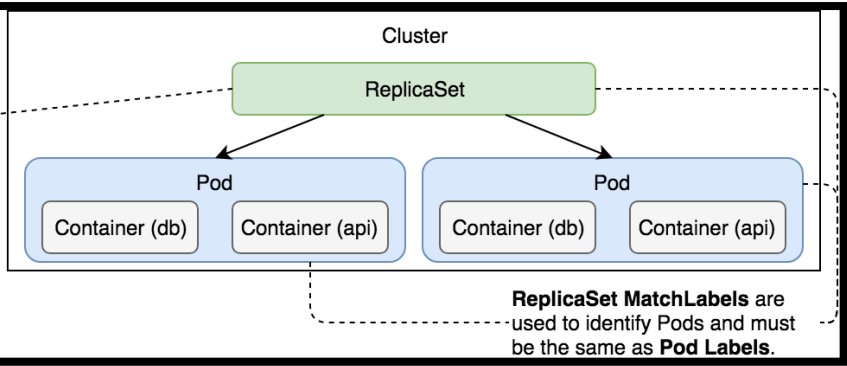 Cluster
ReplicaSet
Pod
Pod
Container (db)
Container (api)
Container (db)
Container (api)
ReplicaSet MatchLabels are
used to identify Pods and must
be the same as Pod Labels.